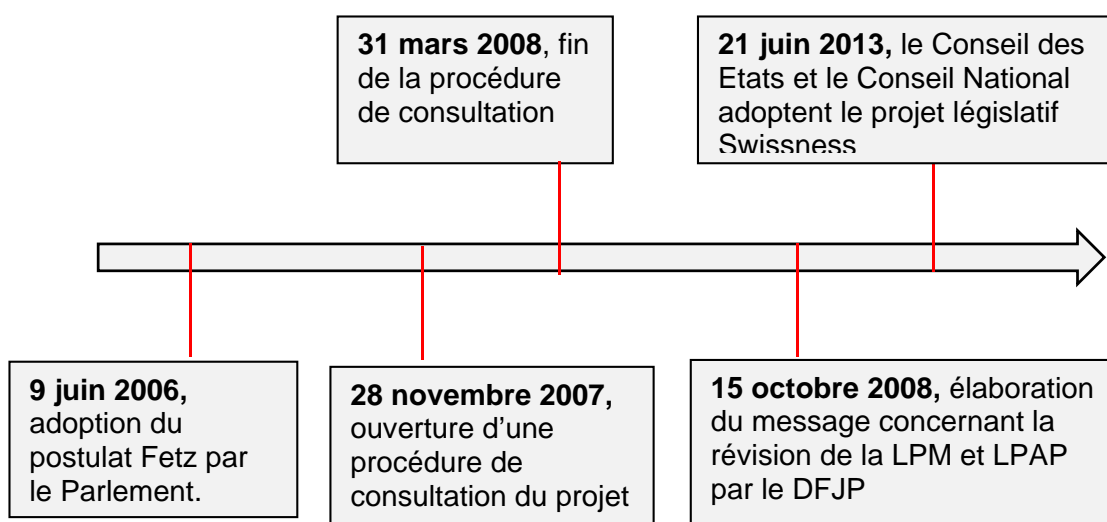 31 mars 2008, fin
de la procédure
de consultation
21 juin 2013, le Conseil des
Etats et le Conseil National
adoptent le projet législatif
Swissness
9 juin 2006,
adoption du
postulat Fetz par
le Parlement.
28 novembre 2007,
ouverture d'une
procédure de
consultation du projet
15 octobre 2008, élaboration
du message concernant la
révision de la LPM et LPAP
par le DFJP